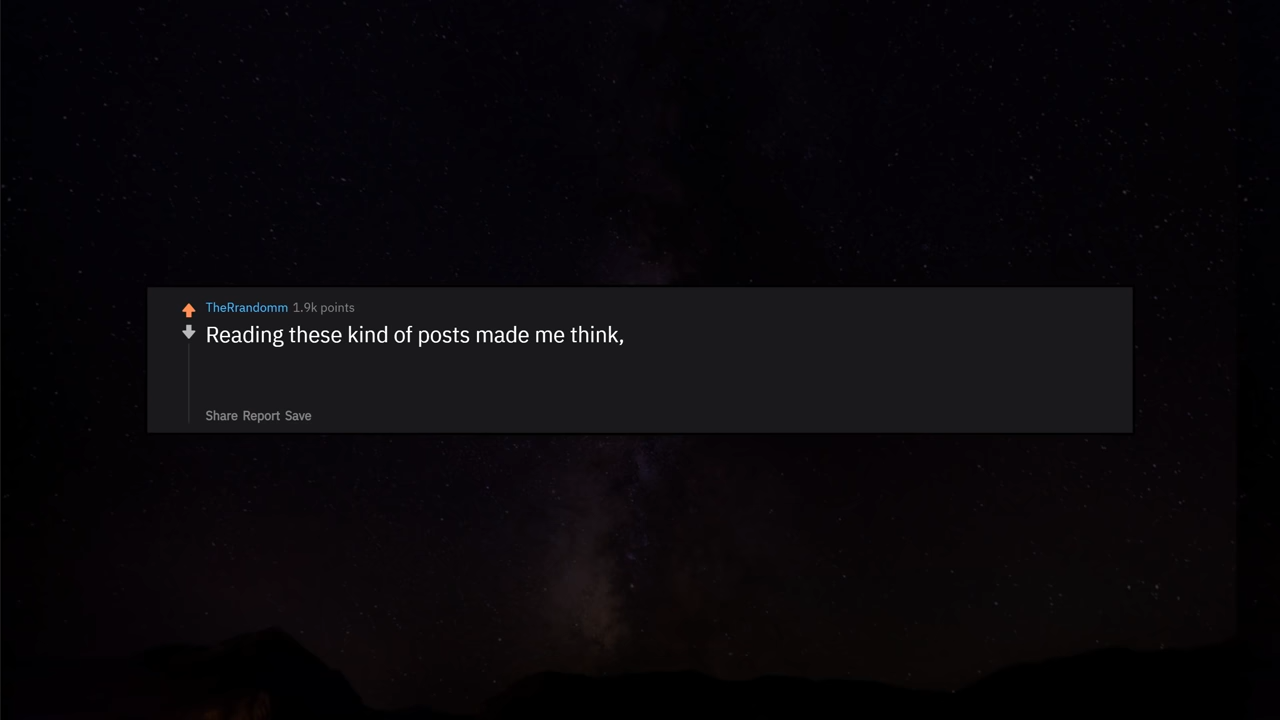 TheRrandomm 1.9k points
Reading these kind of posts made me think,
Share Report Save